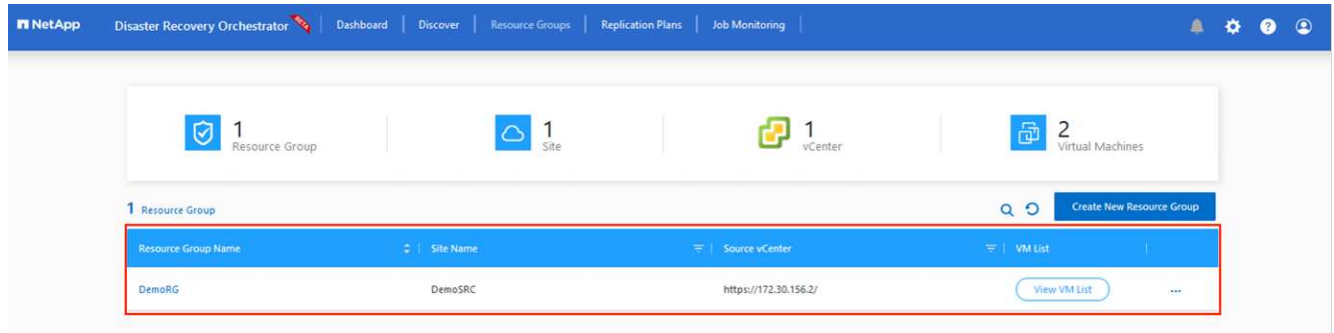 NetApp Disaster Recovery Orchestrator BETA Dashboard Discover Resource Groups Replication Plans Job Monitoring
1
Resource Group
1
Site
1
vCenter
2
Virtual Machines
1 Resource Group
Create New Resource Group
Resource Group Name Site Name Source vCenter VM List
DemoRG DemoSRC https://172.30.156.2/ View VM List ...